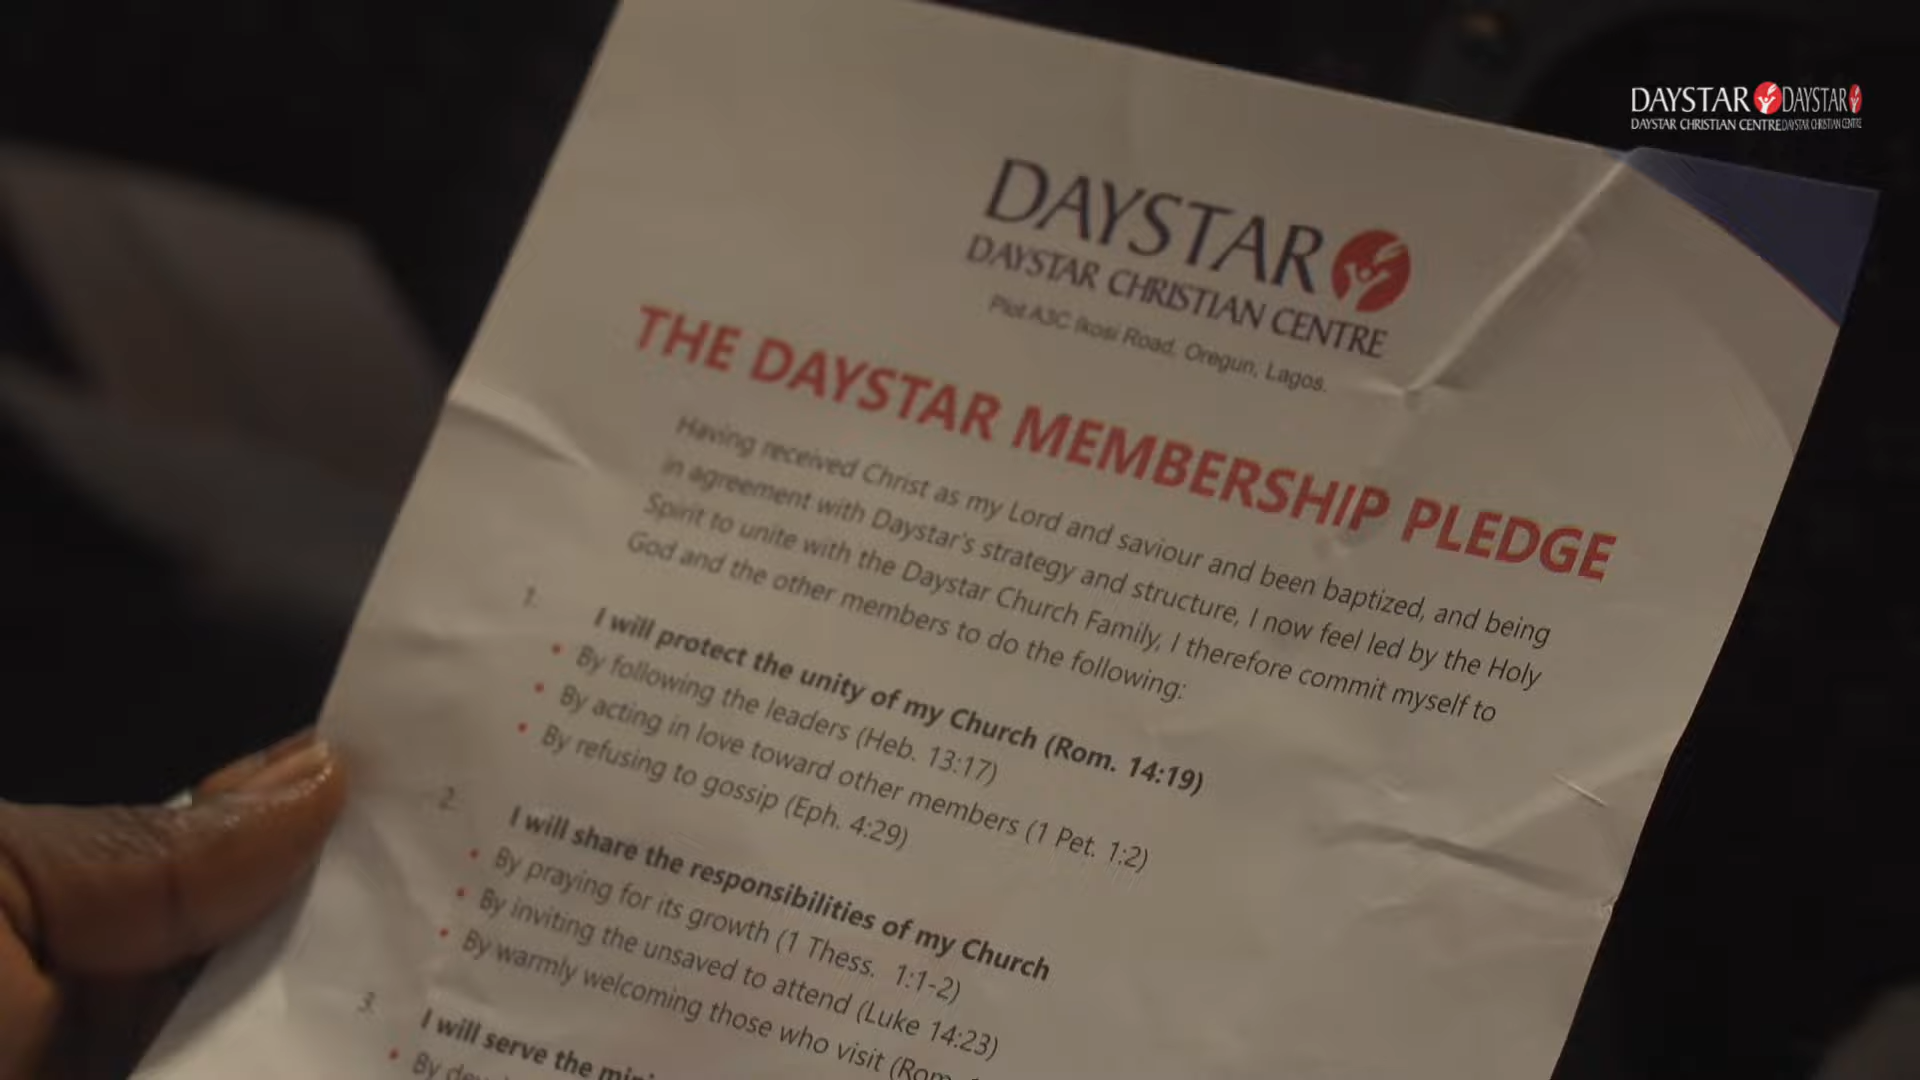 DAYSTAR DAYSTAR
DAYSTAR CHRISTIAN CENTRE DAYSTAR CHRISTIAN CENTRE
DAYSTAR
DAYSTAR CHRISTIAN CENTRE
Plot A3C Ikosi Road, Oregun, Lagos.
THE DAYSTAR MEMBERSHIP PLEDGE
Having received Christ as my Lord and saviour and been baptized, and being
in agreement with Daystar's strategy and structure, I now feel led by the Holy
Spirit to unite with the Daystar Church Family, I therefore commit myself to
God and the other members to do the following:
1. I will protect the unity of my Church (Rom. 14:19)
• By following the leaders (Heb. 13:17)
• By acting in love toward other members (1 Pet. 1:2)
• By refusing to gossip (Eph. 4:29)
2. I will share the responsibilities of my Church
• By praying for its growth (1 Thess. 1:1-2)
• By inviting the unsaved to attend (Luke 14:23)
• By warmly welcoming those who visit (Rom.
3. I will serve the
• By